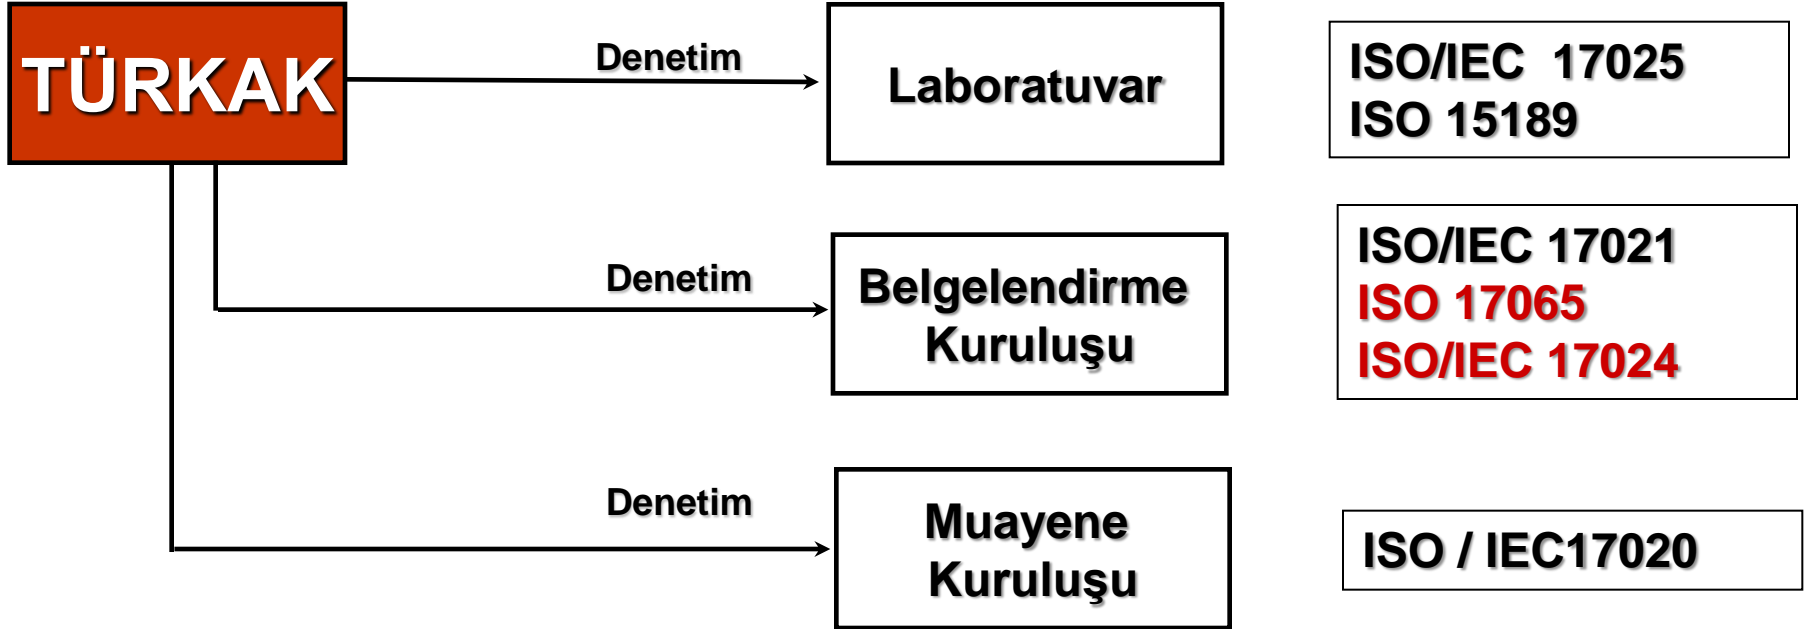 TÜRKAK
Denetim
Laboratuvar
ISO/IEC  17025
ISO 15189
Denetim
Belgelendirme
Kuruluşu
ISO/IEC 17021
ISO 17065
ISO/IEC 17024
Denetim
Muayene
Kuruluşu
ISO / IEC17020